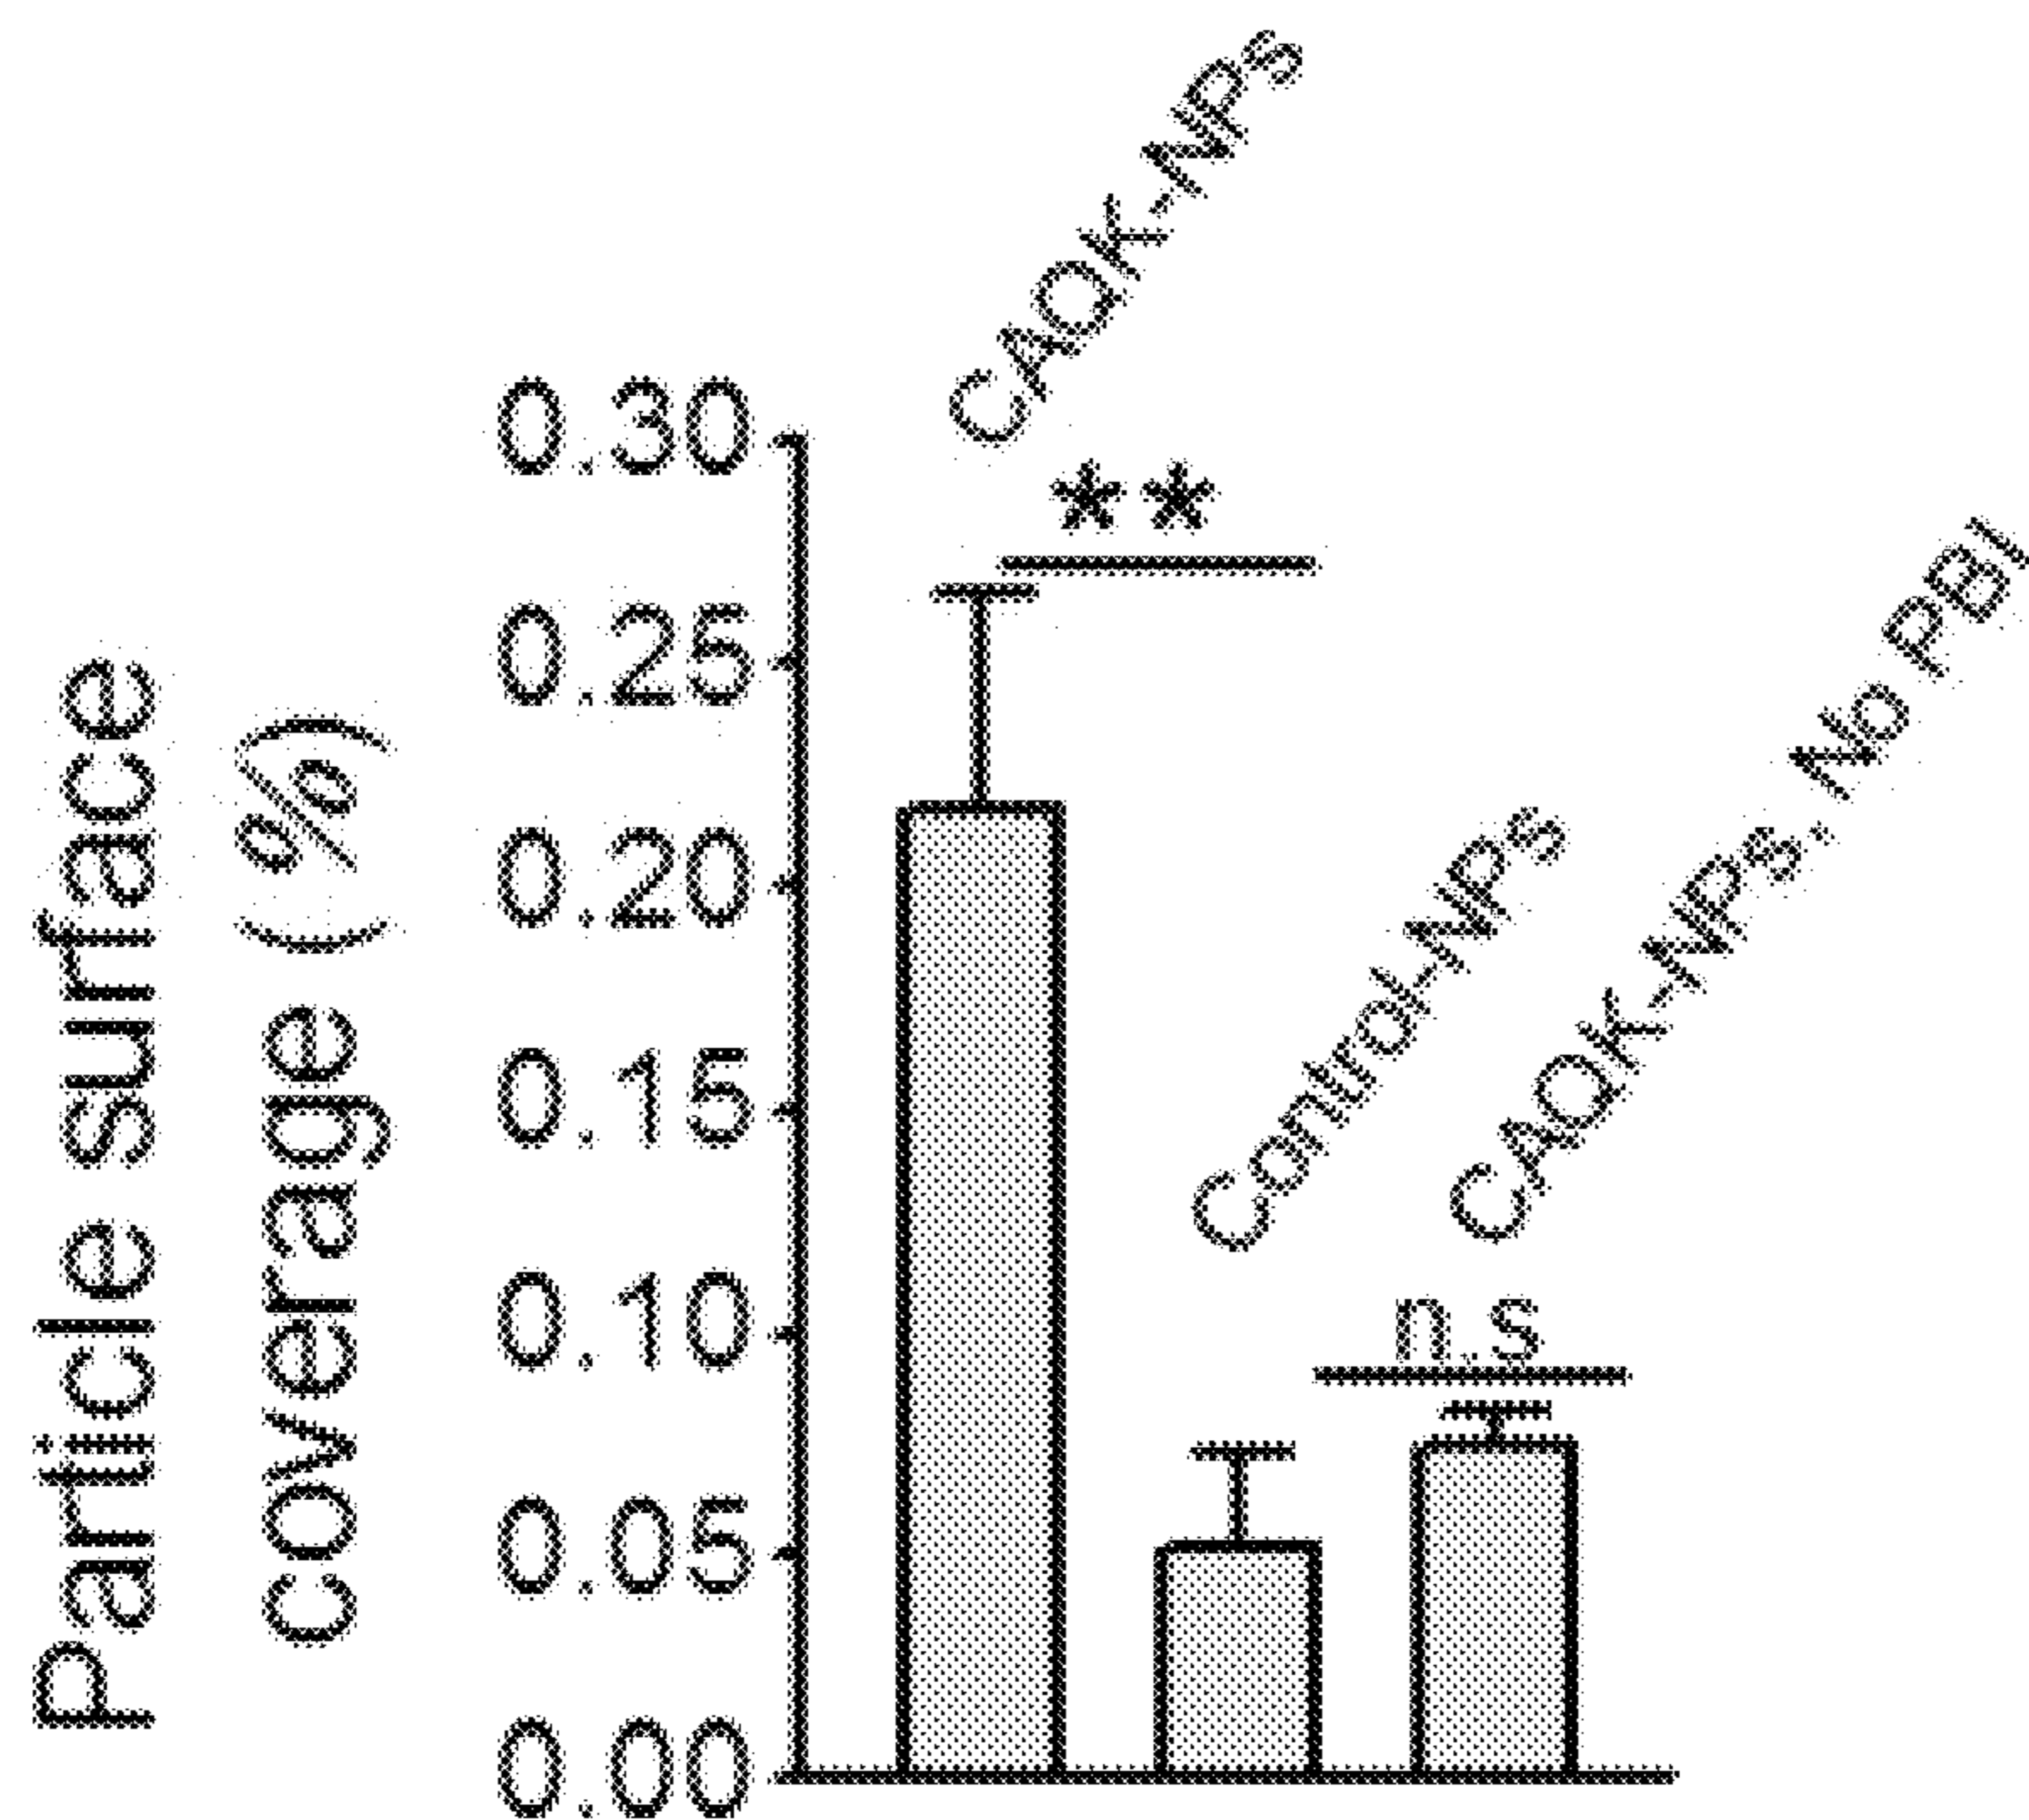 Particle surface
coverage (%)
0.30
0.25
0.20
0.15
0.10
0.05
0.00
CAQK-NPs
**
Control-NPs
CAQK-NPs, No PBI
n.s